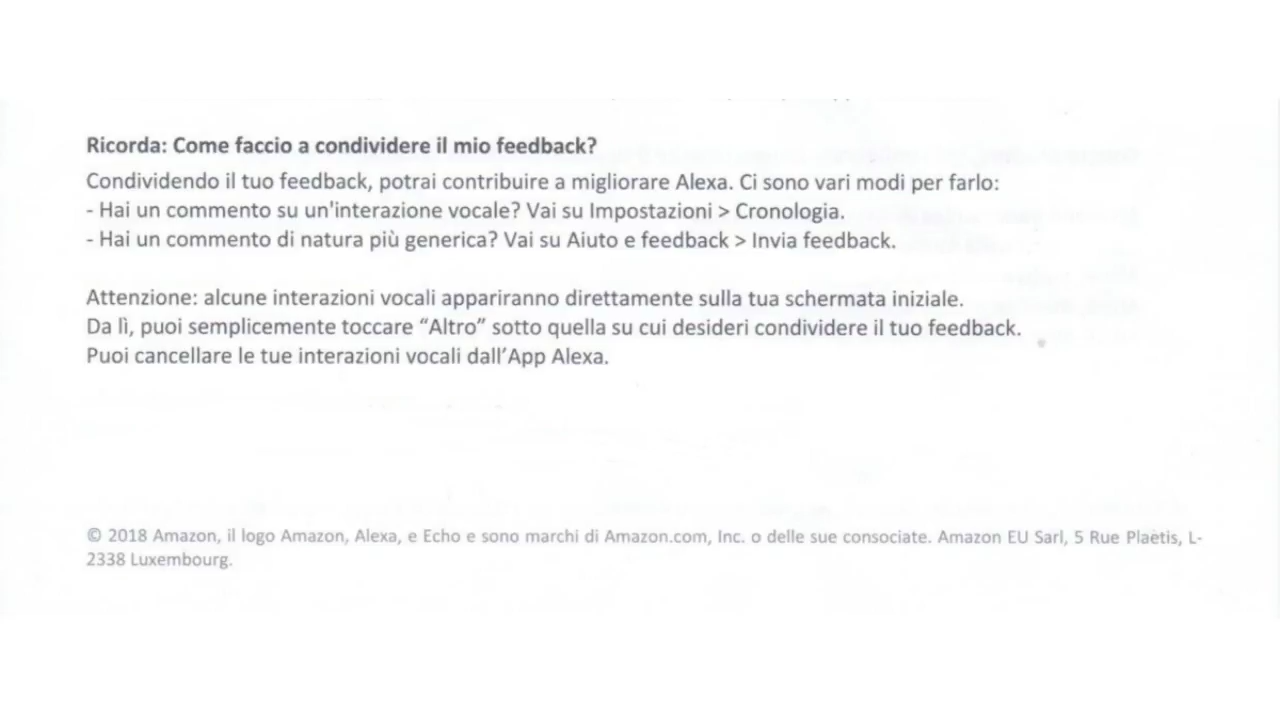 Ricorda: Come faccio a condividere il mio feedback?
Condividendo il tuo feedback, potrai contribuire a migliorare Alexa. Ci sono vari modi per farlo:
- Hai un commento su un'interazione vocale? Vai su Impostazioni > Cronologia.
- Hai un commento di natura più generica? Vai su Aiuto e feedback > Invia feedback.
Attenzione: alcune interazioni vocali appariranno direttamente sulla tua schermata iniziale.
Da lì, puoi semplicemente toccare “Altro” sotto quella su cui desideri condividere il tuo feedback.
Puoi cancellare le tue interazioni vocali dall’App Alexa.
© 2018 Amazon, il logo Amazon, Alexa, e Echo e sono marchi di Amazon.com, Inc. o delle sue consociate. Amazon EU Sarl, 5 Rue Plaëtis, L-
2338 Luxembourg.